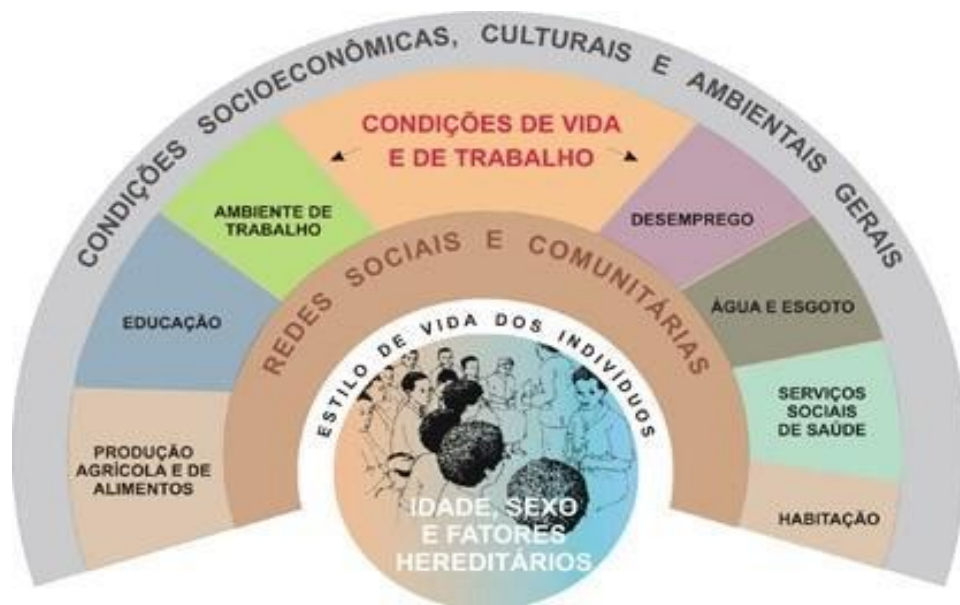 CONDIÇÕES SOCIOECONÔMICAS, CULTURAIS E AMBIENTAIS GERAIS
CONDIÇÕES DE VIDA
E DE TRABALHO
AMBIENTE DE
TRABALHO
DESEMPREGO
EDUCAÇÃO
ÁGUA E ESGOTO
PRODUÇÃO
AGRÍCOLA E DE
ALIMENTOS
SERVIÇOS
SOCIAIS
DE SAÚDE
HABITAÇÃO
REDES SOCIAIS E COMUNITÁRIAS
ESTILO DE VIDA DOS INDIVÍDUOS
IDADE, SEXO
E FATORES
HEREDITÁRIOS